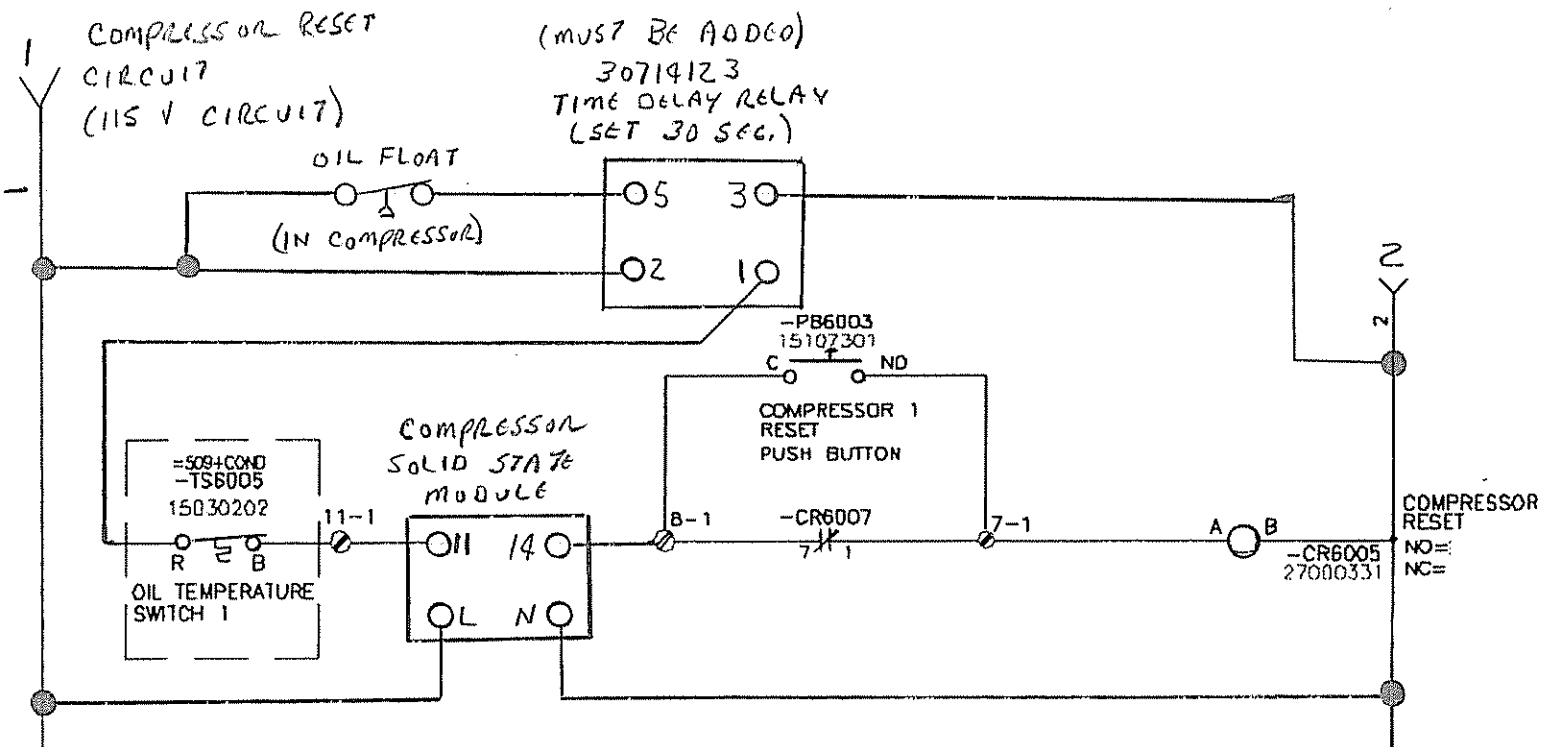 1
COMPRESSOR RESET
CIRCUIT
(115 V CIRCUIT)
(MUST BE ADDED)
30714123
TIME DELAY RELAY
(SET 30 SEC.)
1
OIL FLOAT
(IN COMPRESSOR)
5 3
2 1
2
2
-PB6003
15107301
C NO
COMPRESSOR 1
RESET
PUSH BUTTON
=509+COND
-TS6005
15030202
R B
OIL TEMPERATURE
SWITCH 1
11-1
COMPRESSOR
SOLID STATE
MODULE
11 14
L N
8-1
-CR6007
7 1
7-1
A B
-CR6005
27000331
COMPRESSOR
RESET
NO=
NC=